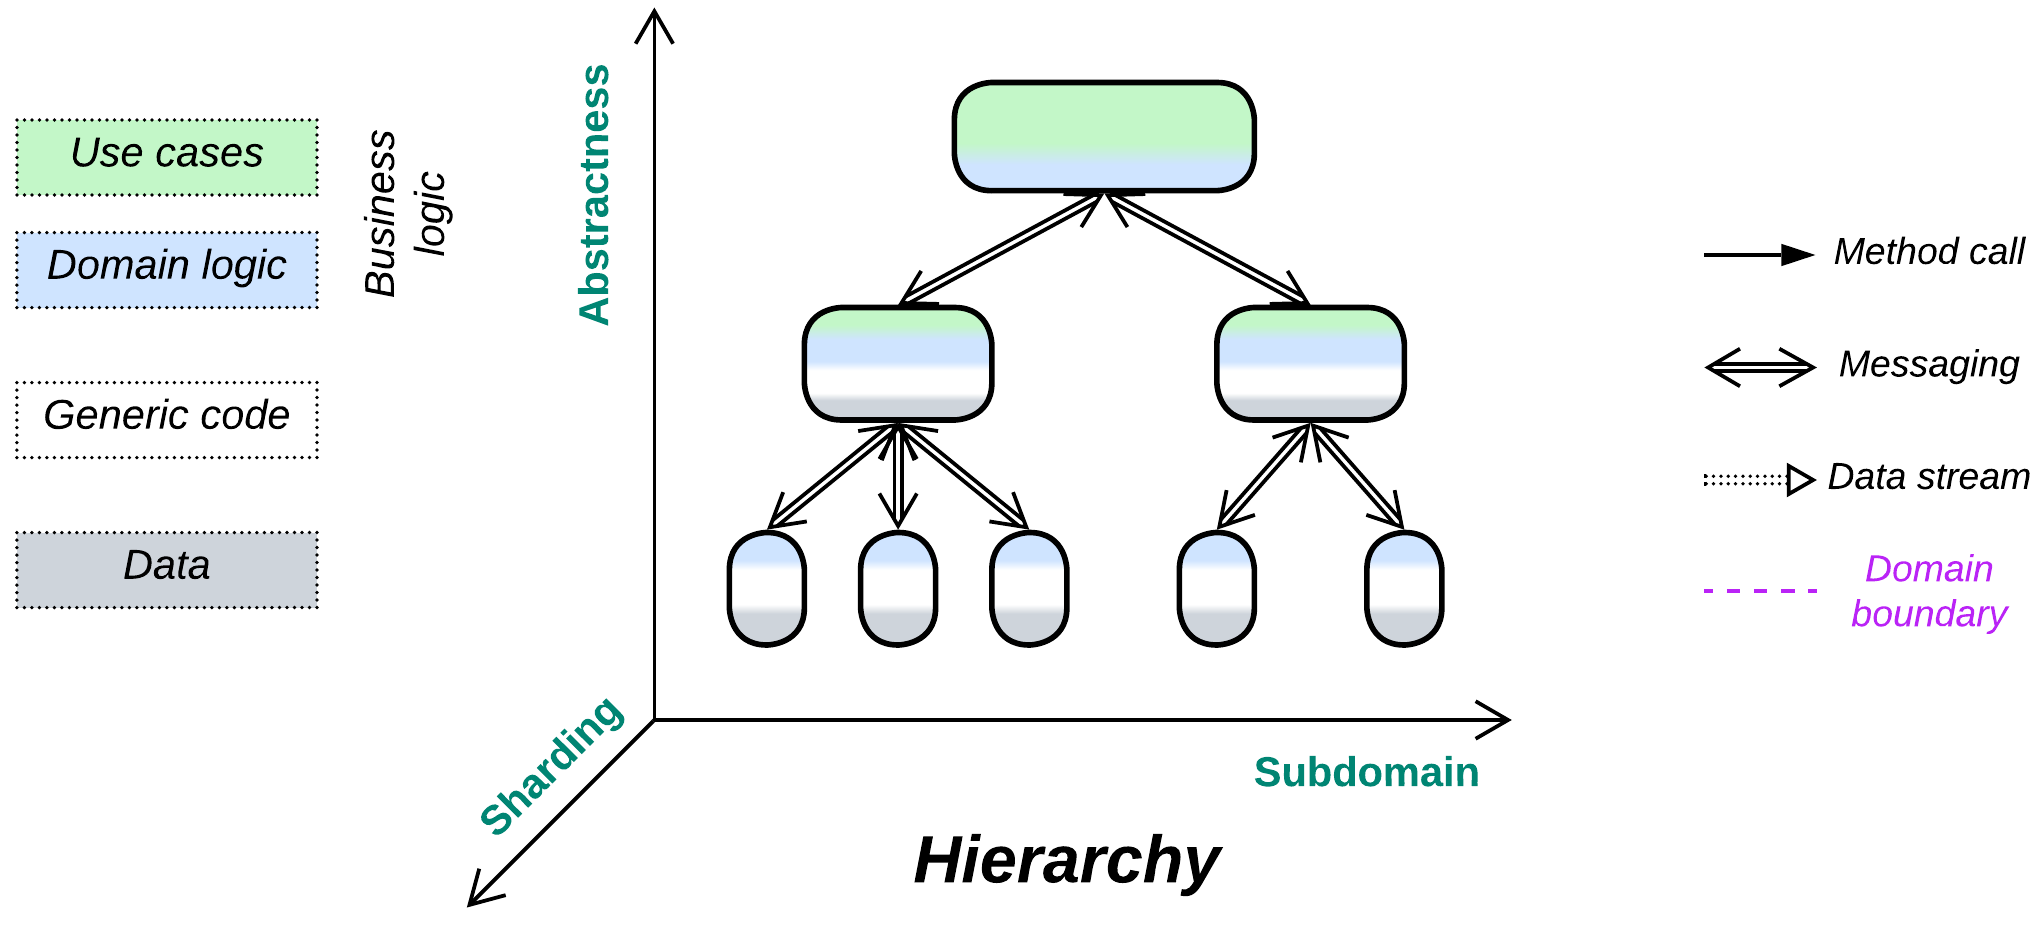 Use cases
Domain logic
Generic code
Data
Business
logic
Abstractness
Sharding
Subdomain
Hierarchy
Method call
Messaging
Data stream
Domain
boundary